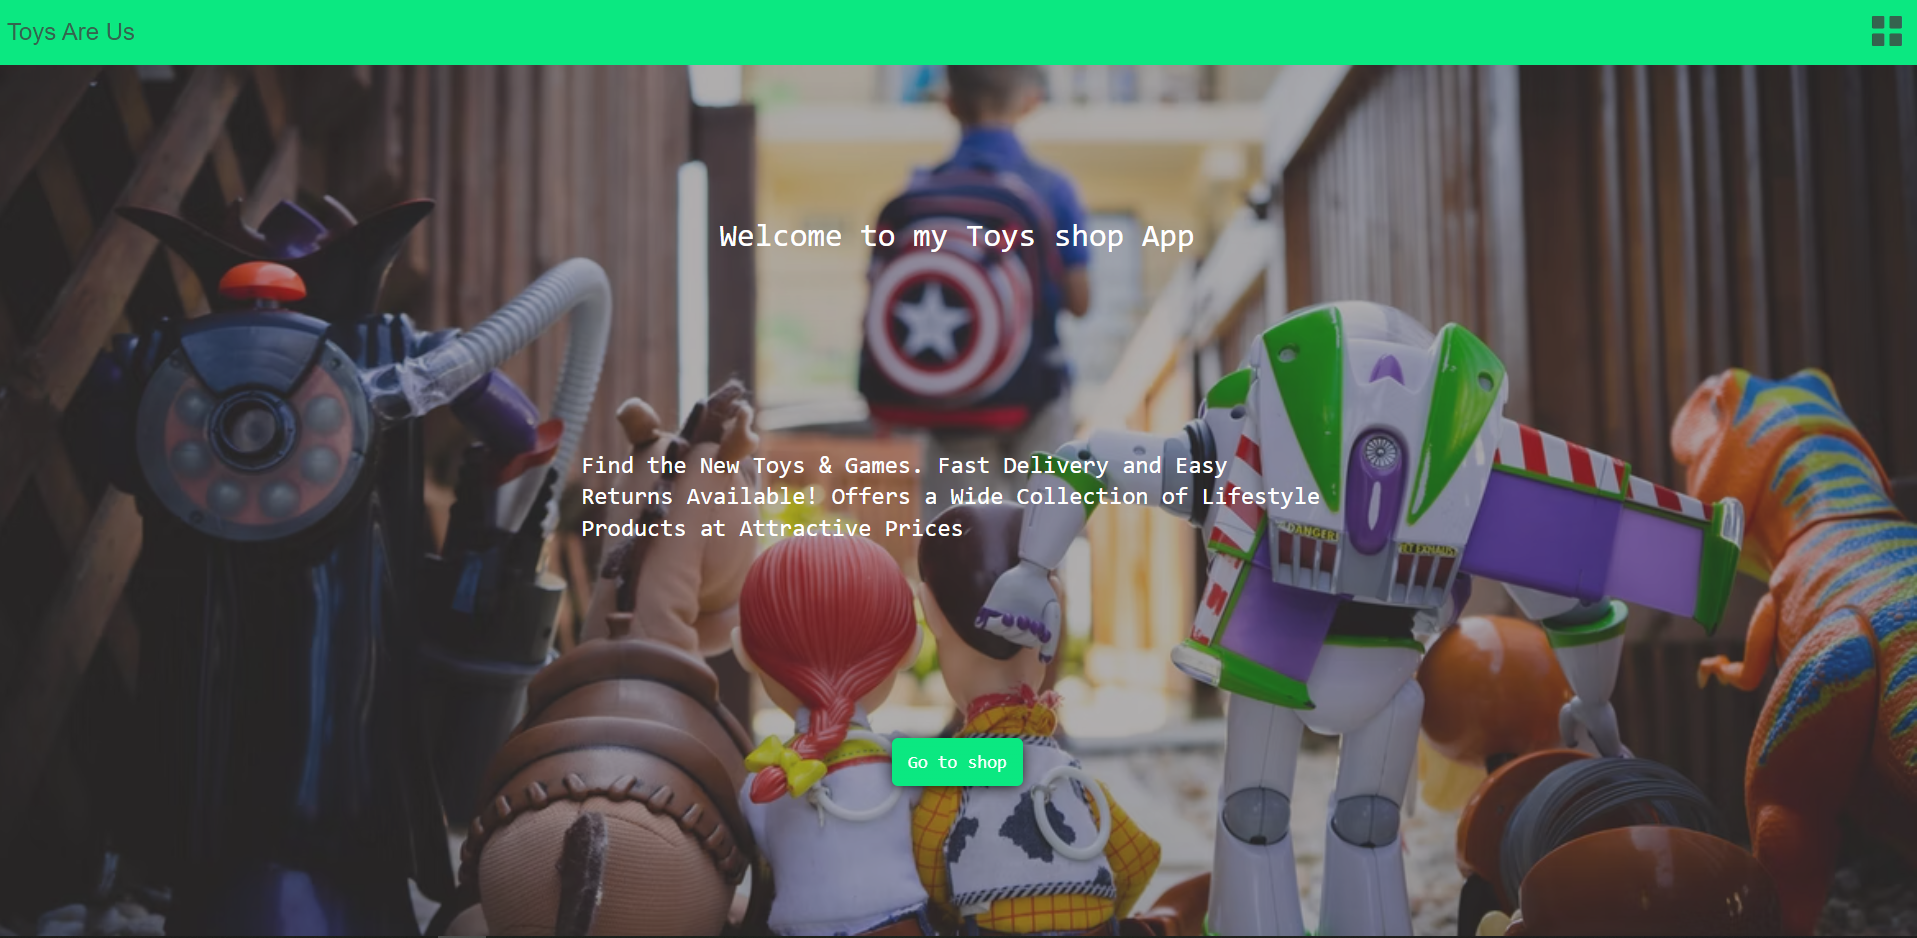 Toys Are Us
Welcome to my Toys shop App
Find the New Toys & Games. Fast Delivery and Easy
Returns Available! Offers a Wide Collection of Lifestyle
Products at Attractive Prices
DANGER
Go to shop